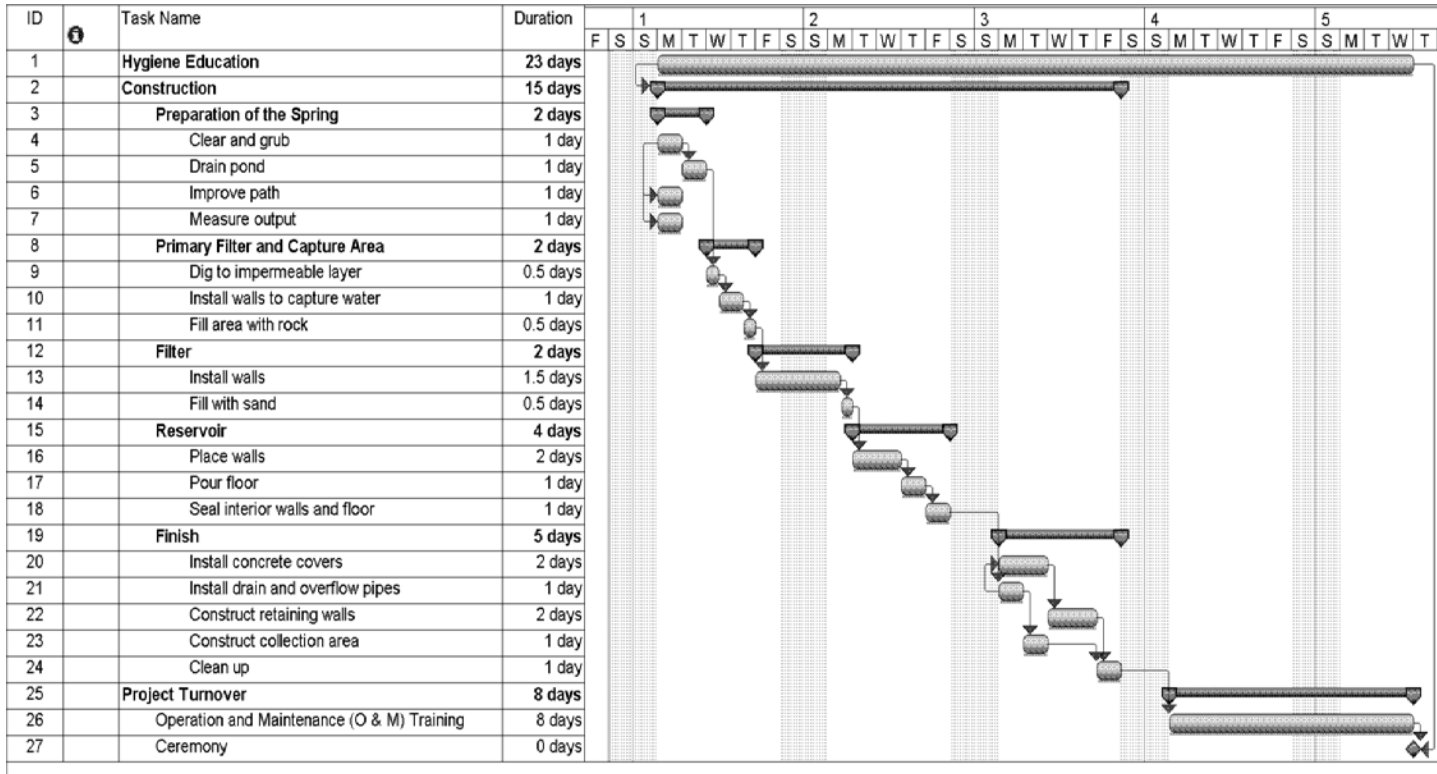 ID Task Name Duration 1 2 3 4 5
F S S M T W T F S S M T W T F S S M T W T F S S M T W T F S S M T W T
1 Hygiene Education 23 days
2 Construction 15 days
3 Preparation of the Spring 2 days
4 Clear and grub 1 day
5 Drain pond 1 day
6 Improve path 1 day
7 Measure output 1 day
8 Primary Filter and Capture Area 2 days
9 Dig to impermeable layer 0.5 days
10 Install walls to capture water 1 day
11 Fill area with rock 0.5 days
12 Filter 2 days
13 Install walls 1.5 days
14 Fill with sand 0.5 days
15 Reservoir 4 days
16 Place walls 2 days
17 Pour floor 1 day
18 Seal interior walls and floor 1 day
19 Finish 5 days
20 Install concrete covers 2 days
21 Install drain and overflow pipes 1 day
22 Construct retaining walls 2 days
23 Construct collection area 1 day
24 Clean up 1 day
25 Project Turnover 8 days
26 Operation and Maintenance (O & M) Training 8 days
27 Ceremony 0 days